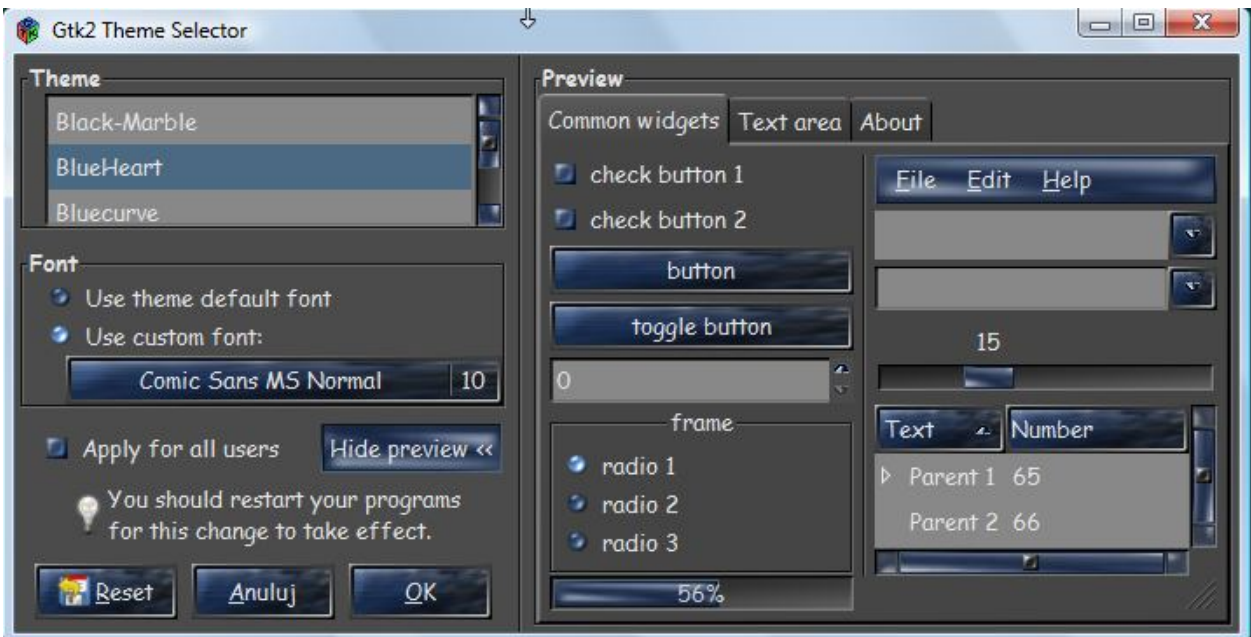 Gtk2 Theme Selector
Theme
Black-Marble
BlueHeart
Bluecurve
Font
Use theme default font
Use custom font:
Comic Sans MS Normal 10
Apply for all users
Hide preview <<
You should restart your programs
for this change to take effect.
Reset
Anuluj
OK
Preview
Common widgets
Text area
About
check button 1
check button 2
button
toggle button
0
frame
radio 1
radio 2
radio 3
56%
File Edit Help
15
Text Number
Parent 1 65
Parent 2 66